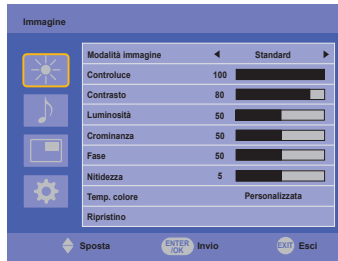 Immagine
Modalità immagine Standard
Controluce 100
Contrasto 80
Luminosità 50
Crominanza 50
Fase 50
Nitidezza 5
Temp. colore Personalizzata
Ripristino
Sposta ENTER /OK Invio EXIT Esci